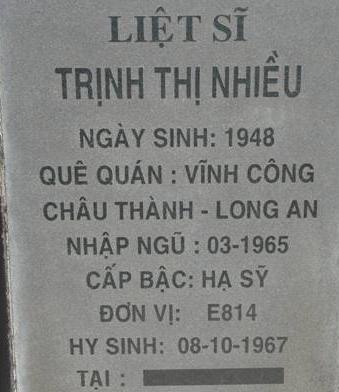 LIỆT SĨ
TRỊNH THỊ NHIỀU
NGÀY SINH: 1948
QUÊ QUÁN : VĨNH CÔNG
CHÂU THÀNH - LONG AN
NHẬP NGŨ : 03-1965
CẤP BẬC: HẠ SỸ
ĐƠN VỊ: E814
HY SINH: 08-10-1967
TẠI :